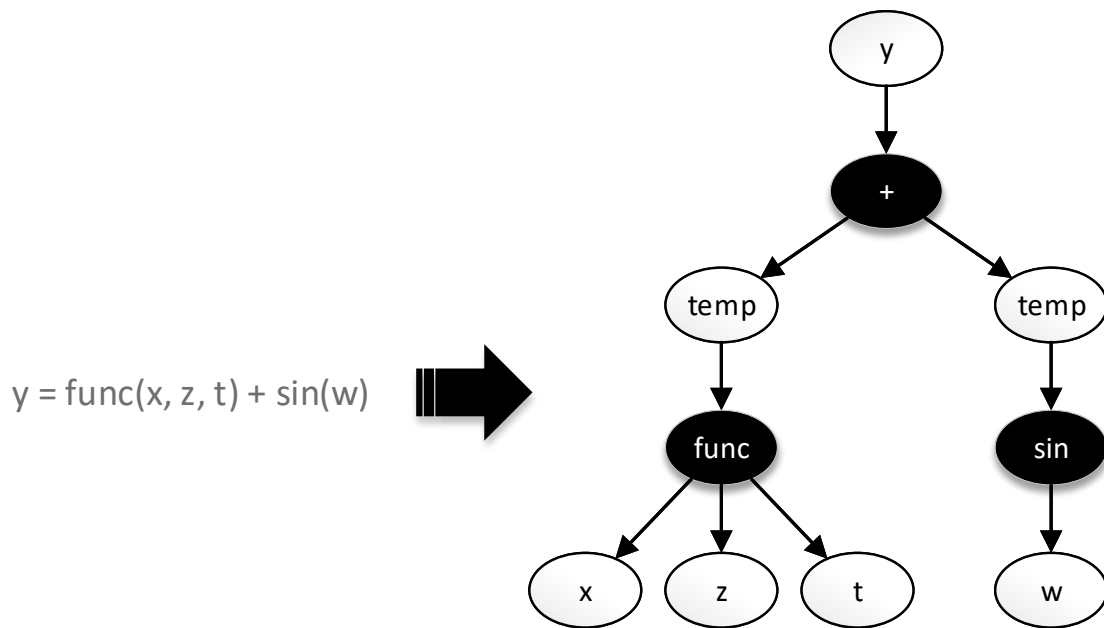 y
+
temp
temp
y = func(x, z, t) + sin(w)
func
sin
x
z
t
w